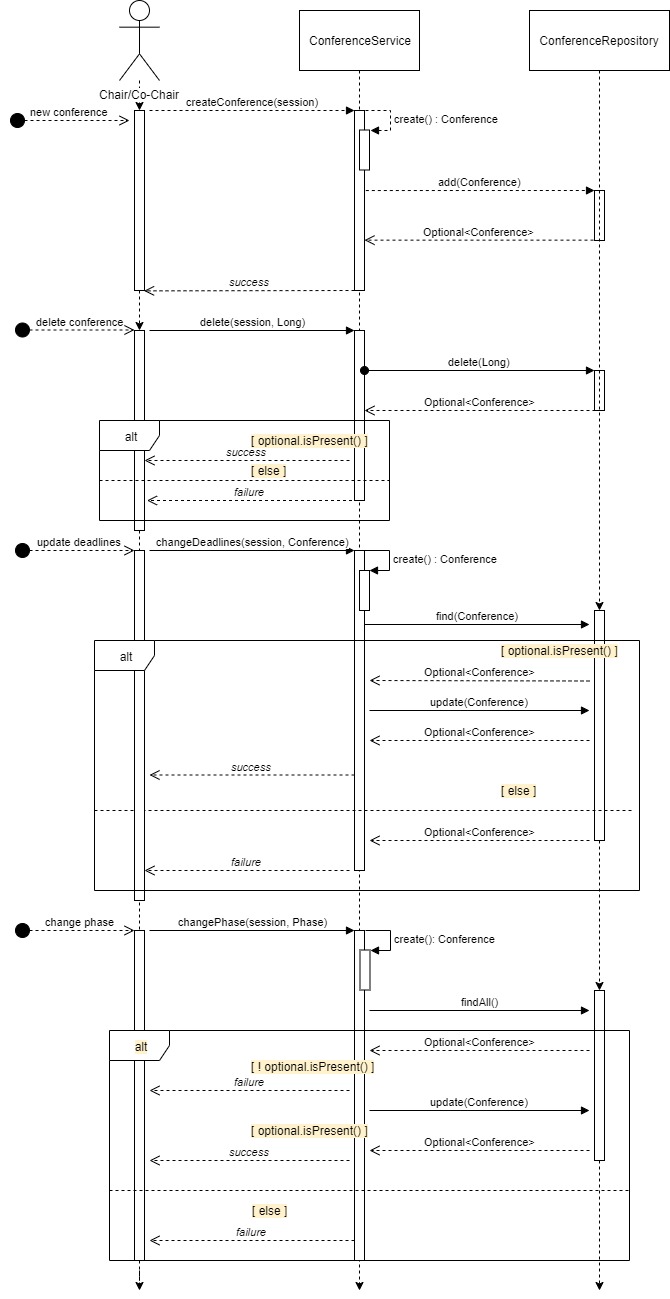 ConferenceService
ConferenceRepository
Chair/Co-Chair
createConference(session)
new conference
create() : Conference
add(Conference)
Optional<Conference>
success
delete conference
delete(session, Long)
delete(Long)
Optional<Conference>
alt
[ optional.isPresent() ]
success
[ else ]
failure
update deadlines
changeDeadlines(session, Conference)
create() : Conference
find(Conference)
alt
[ optional.isPresent() ]
Optional<Conference>
update(Conference)
Optional<Conference>
success
[ else ]
Optional<Conference>
failure
change phase
changePhase(session, Phase)
create(): Conference
findAll()
alt
Optional<Conference>
[ ! optional.isPresent() ]
failure
update(Conference)
[ optional.isPresent() ]
Optional<Conference>
success
[ else ]
failure